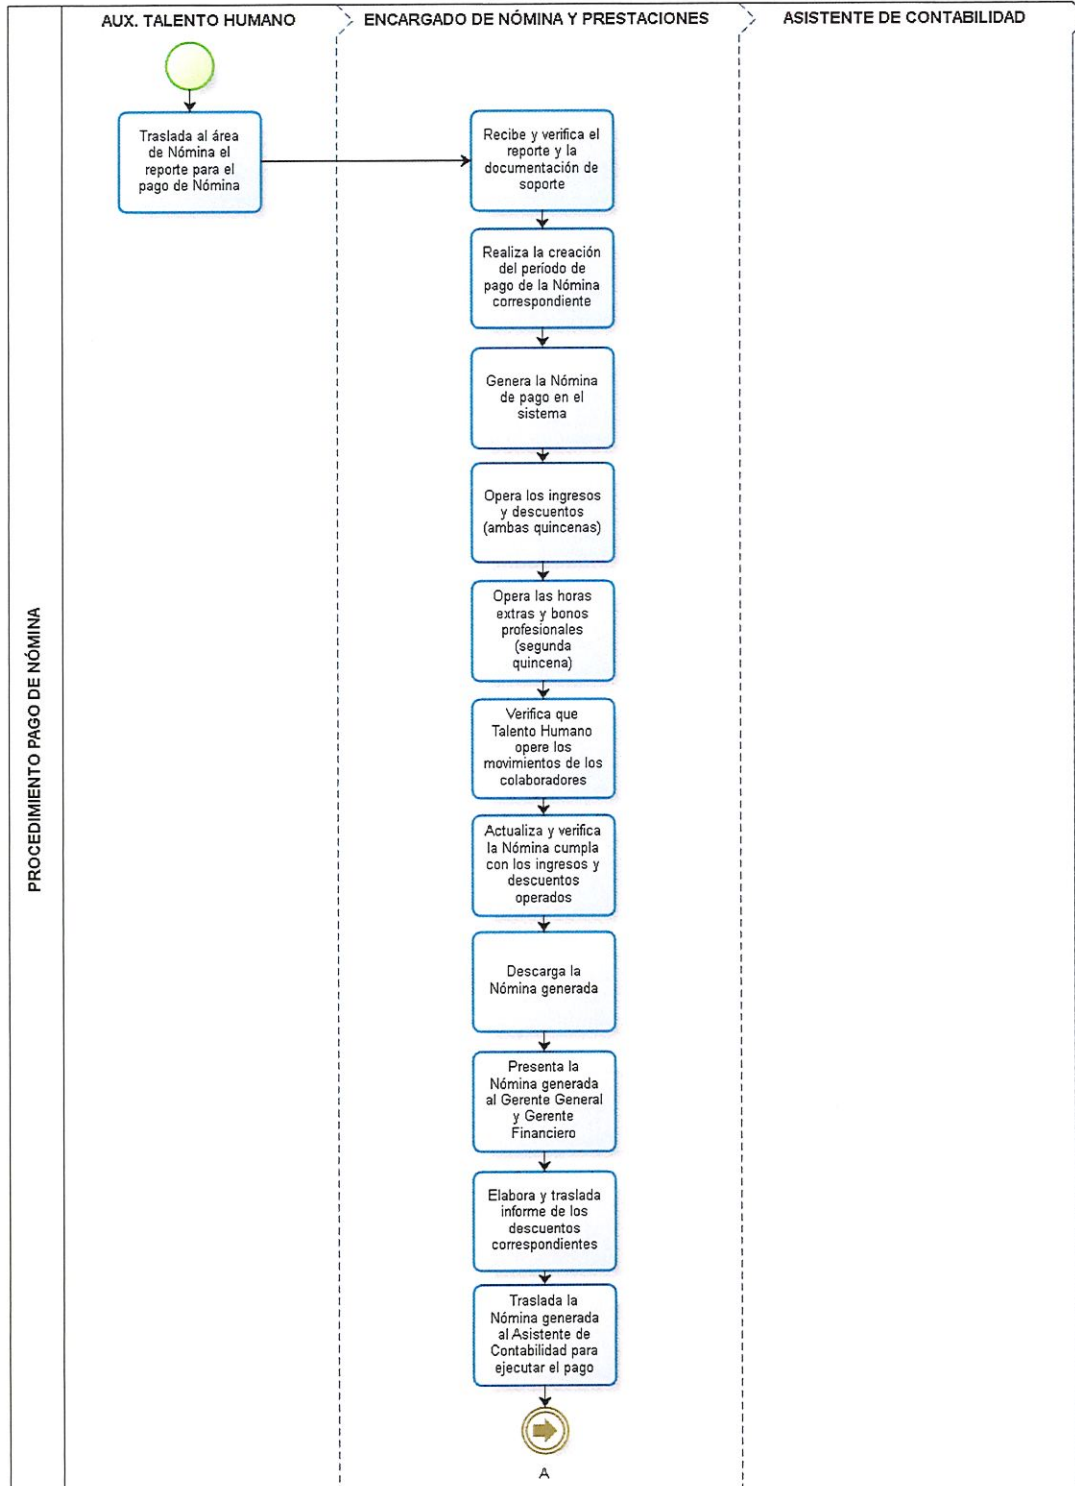 AUX. TALENTO HUMANO
ENCARGADO DE NÓMINA Y PRESTACIONES
ASISTENTE DE CONTABILIDAD
PROCEDIMIENTO PAGO DE NÓMINA
Traslada al área
de Nómina el
reporte para el
pago de Nómina
Recibe y verifica el
reporte y la
documentación de
soporte
Realiza la creación
del período de
pago de la Nómina
correspondiente
Genera la Nómina
de pago en el
sistema
Opera los ingresos
y descuentos
(ambas quincenas)
Opera las horas
extras y bonos
profesionales
(segunda
quincena)
Verifica que
Talento Humano
opere los
movimientos de los
colaboradores
Actualiza y verifica
la Nómina cumpla
con los ingresos y
descuentos
operados
Descarga la
Nómina generada
Presenta la
Nómina generada
al Gerente General
y Gerente
Financiero
Elabora y traslada
informe de los
descuentos
correspondientes
Traslada la
Nómina generada
al Asistente de
Contabilidad para
ejecutar el pago
A